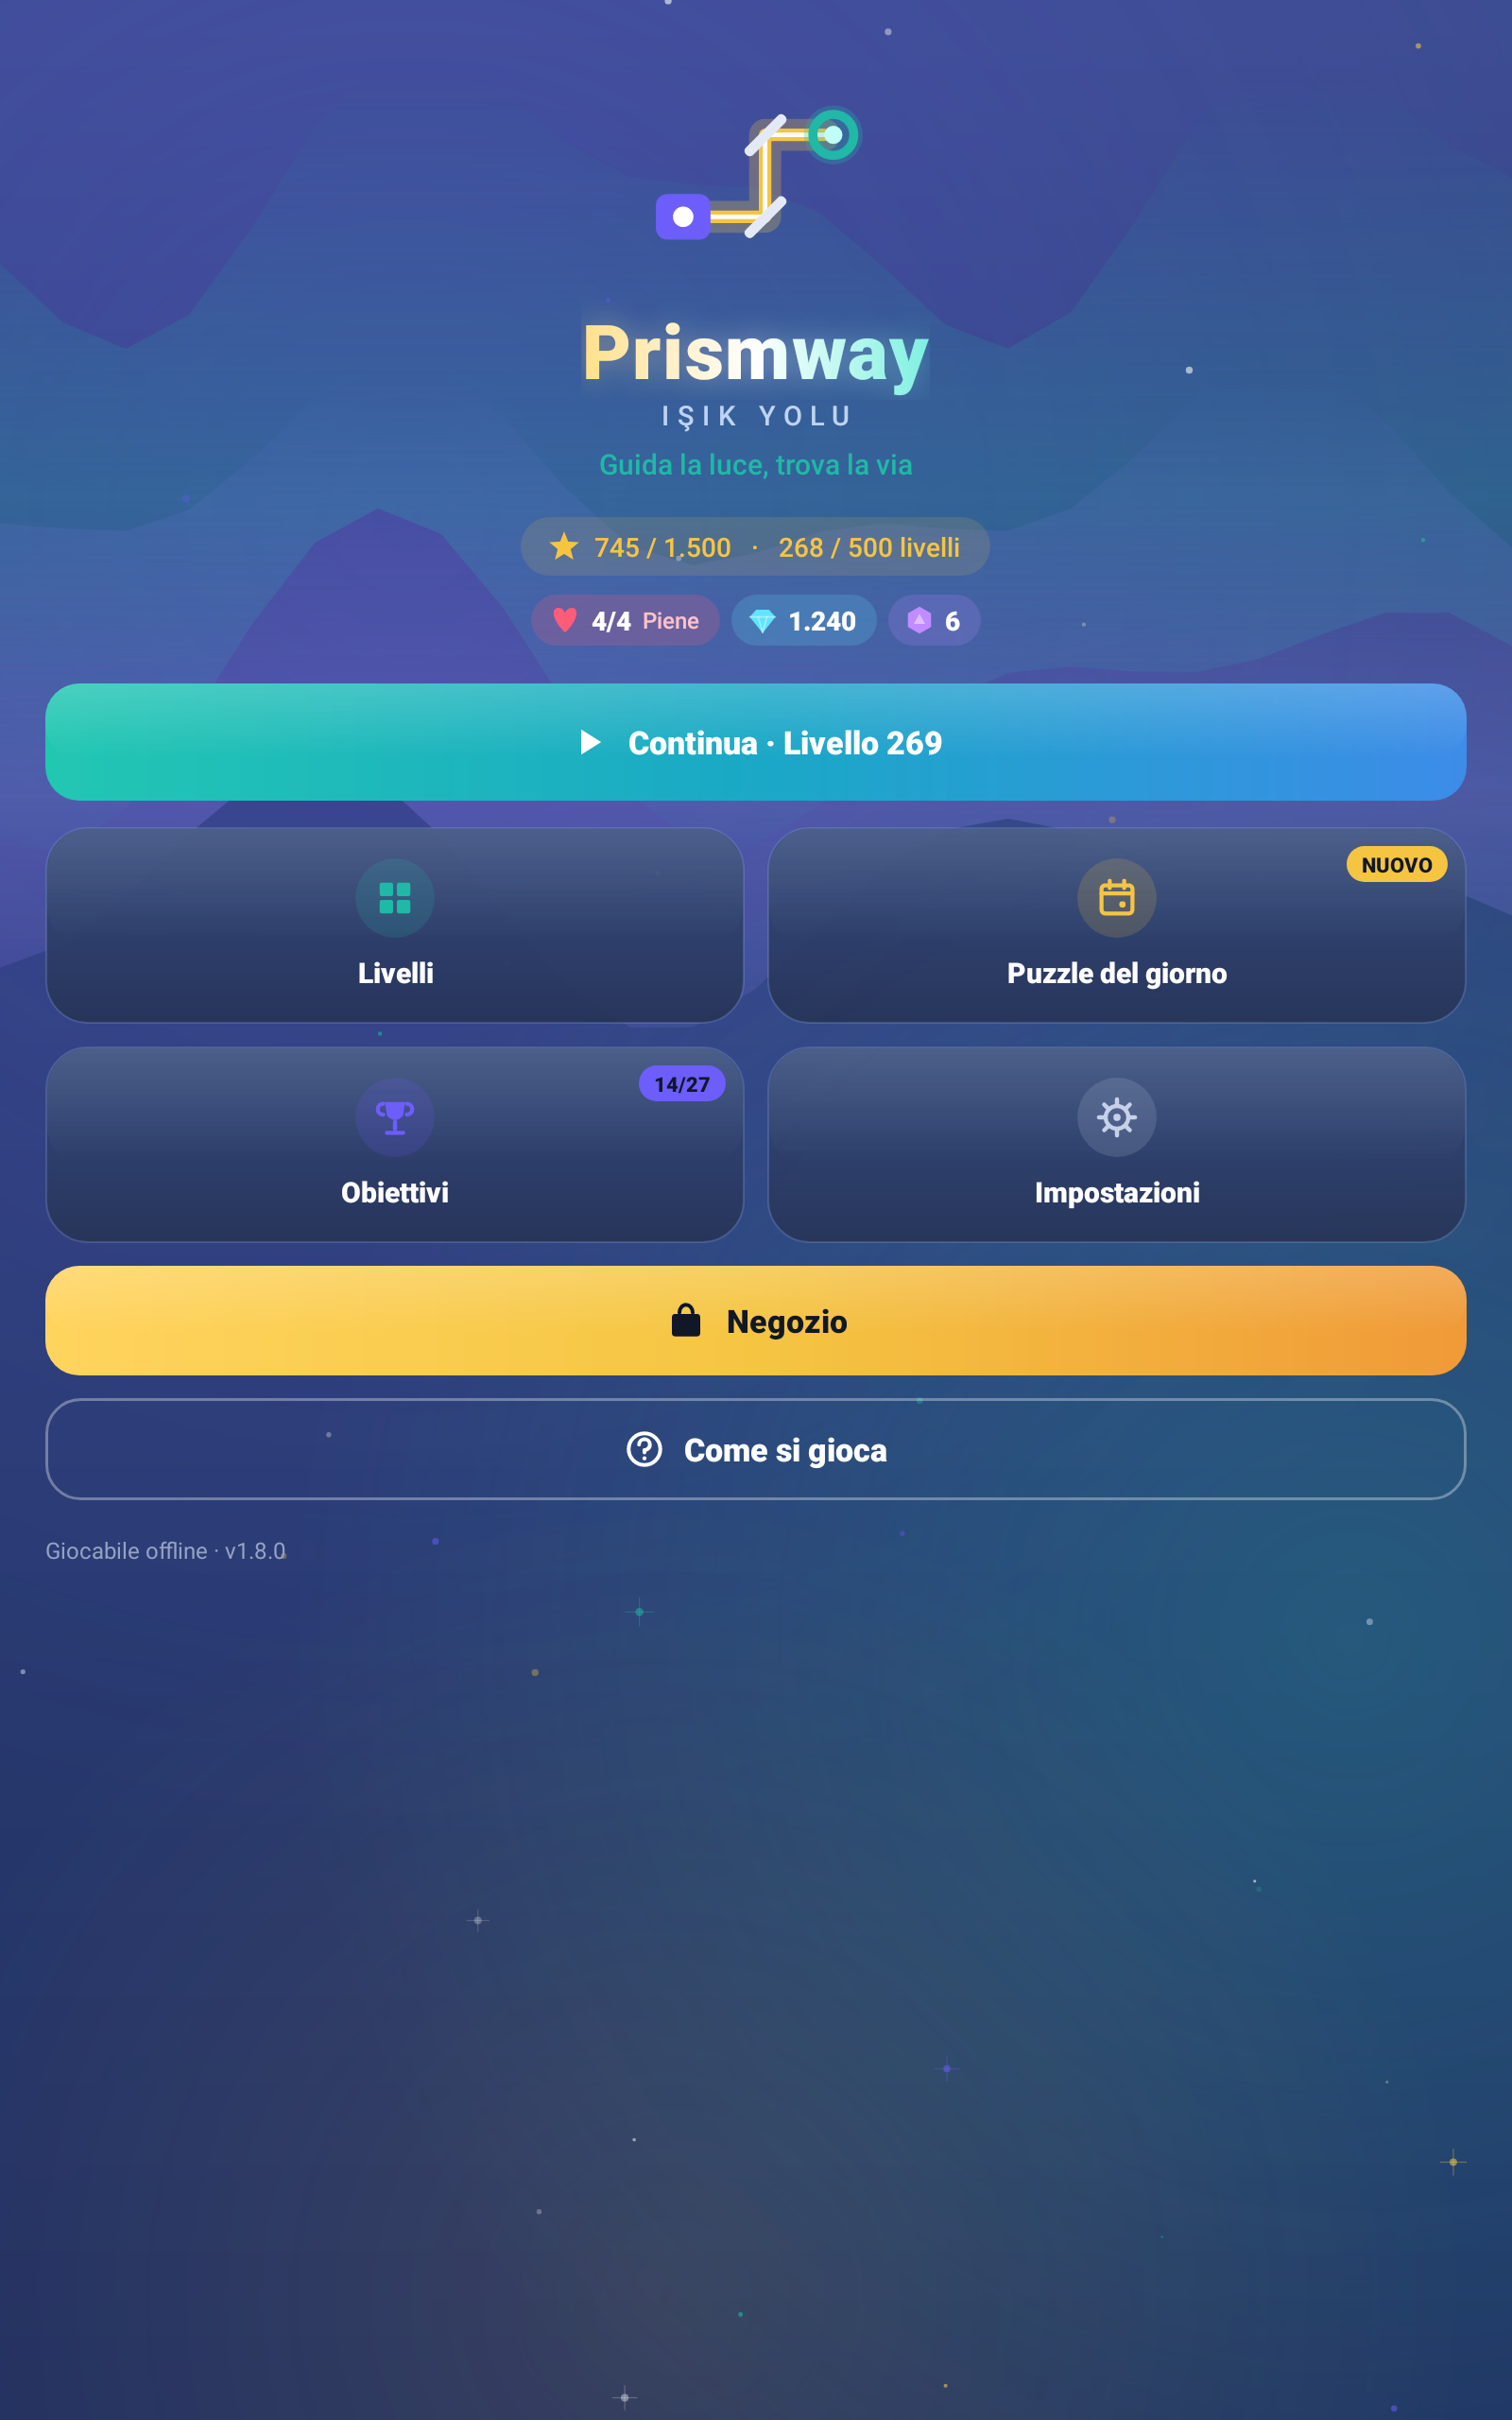 Prismway
IŞIK YOLU
Guida la luce, trova la via
745 / 1.500 · 268 / 500 livelli
4/4 Piene 1.240 6
Continua · Livello 269
Livelli
NUOVO
Puzzle del giorno
14/27
Obiettivi
Impostazioni
Negozio
Come si gioca
Giocabile offline · v1.8.0